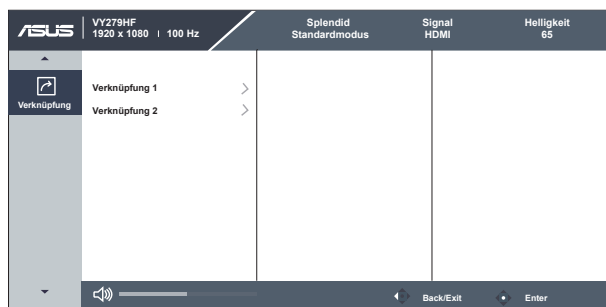 ASUS
VY279HF
1920 x 1080 | 100 Hz
Splendid
Standardmodus
Signal
HDMI
Helligkeit
65
Verknüpfung
Verknüpfung 1
Verknüpfung 2
Back/Exit
Enter